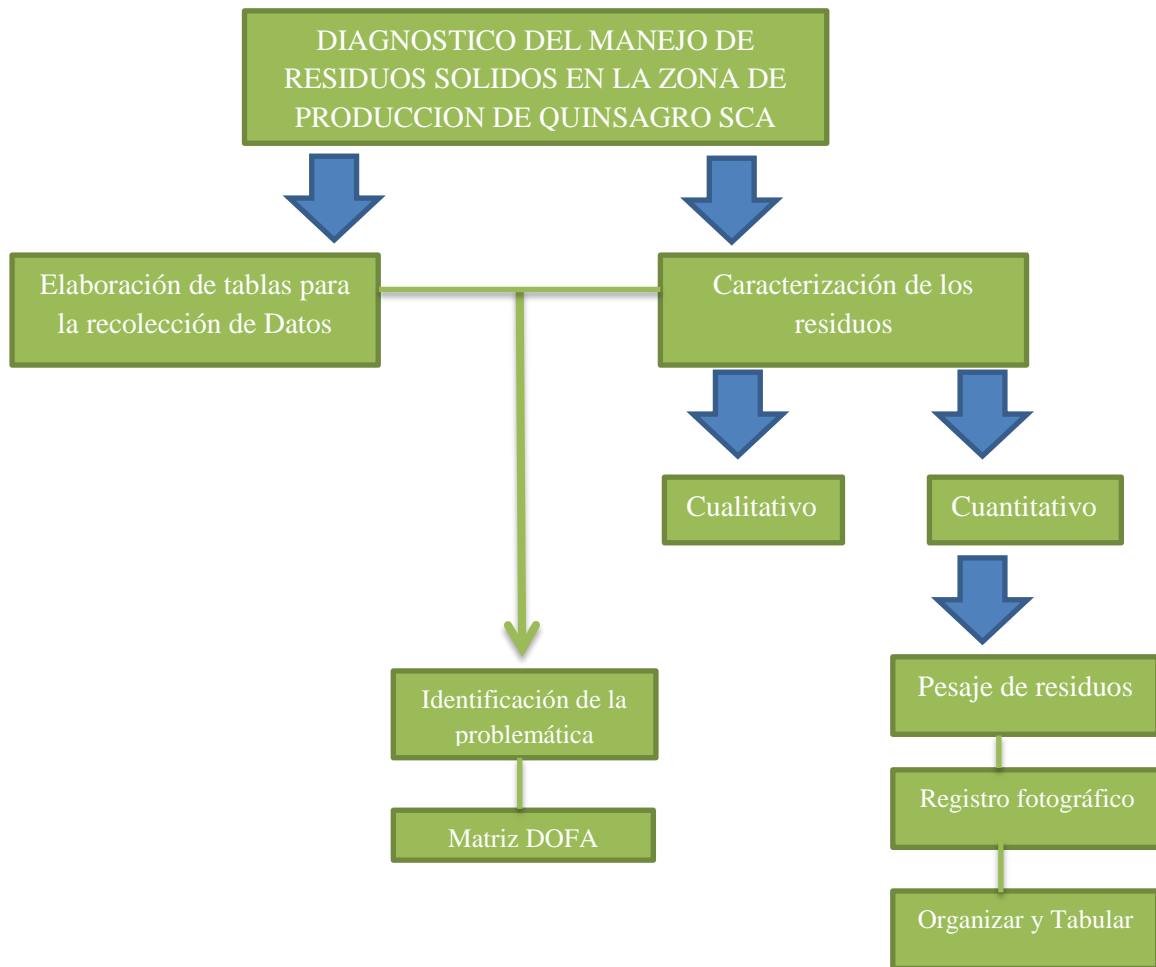 DIAGNOSTICO DEL MANEJO DE
RESIDUOS SOLIDOS EN LA ZONA DE
PRODUCCION DE QUINSAGRO SCA
Elaboración de tablas para
la recolección de Datos
Caracterización de los
residuos
Cualitativo
Cuantitativo
Identificación de la
problemática
Pesaje de residuos
Registro fotográfico
Matriz DOFA
Organizar y Tabular